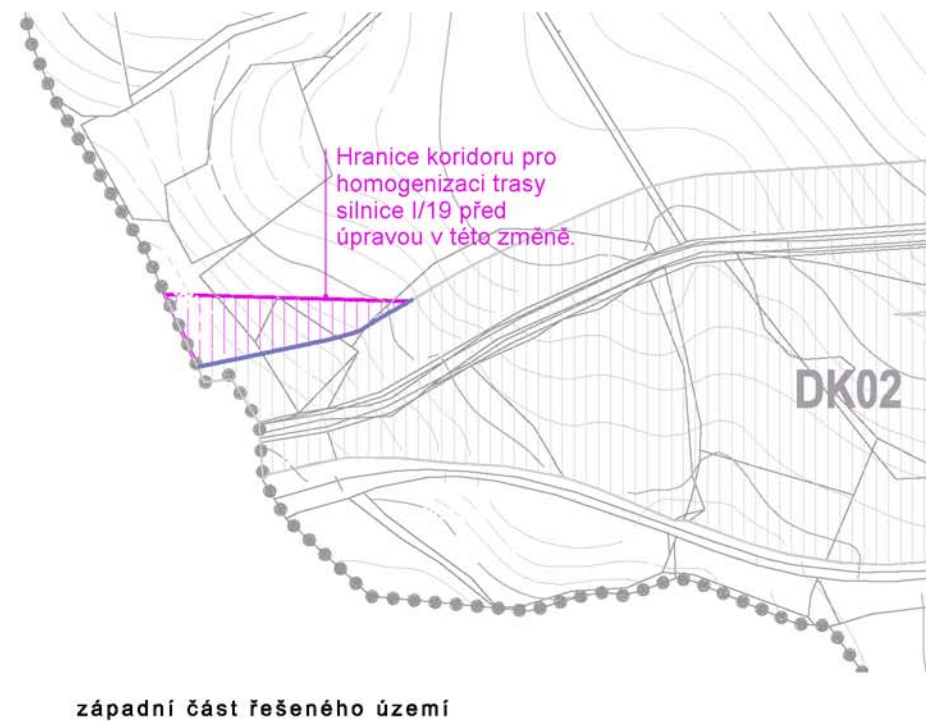 Hranice koridoru pro
homogenizaci trasy
silnice I/19 před
úpravou v této změně.
DK02
západní část řešeného území